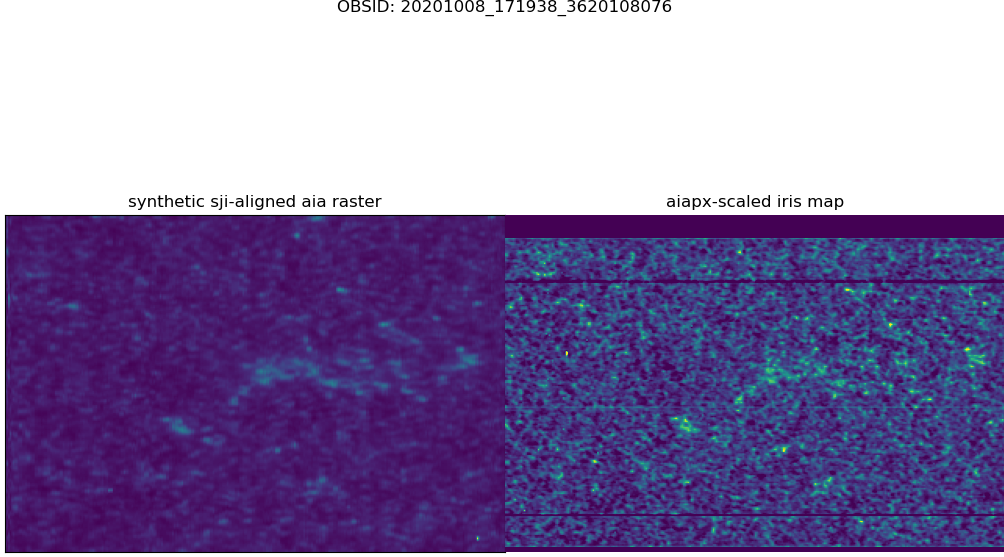 OBSID: 20201008_171938_3620108076
synthetic sji-aligned aia raster
aiapx-scaled iris map